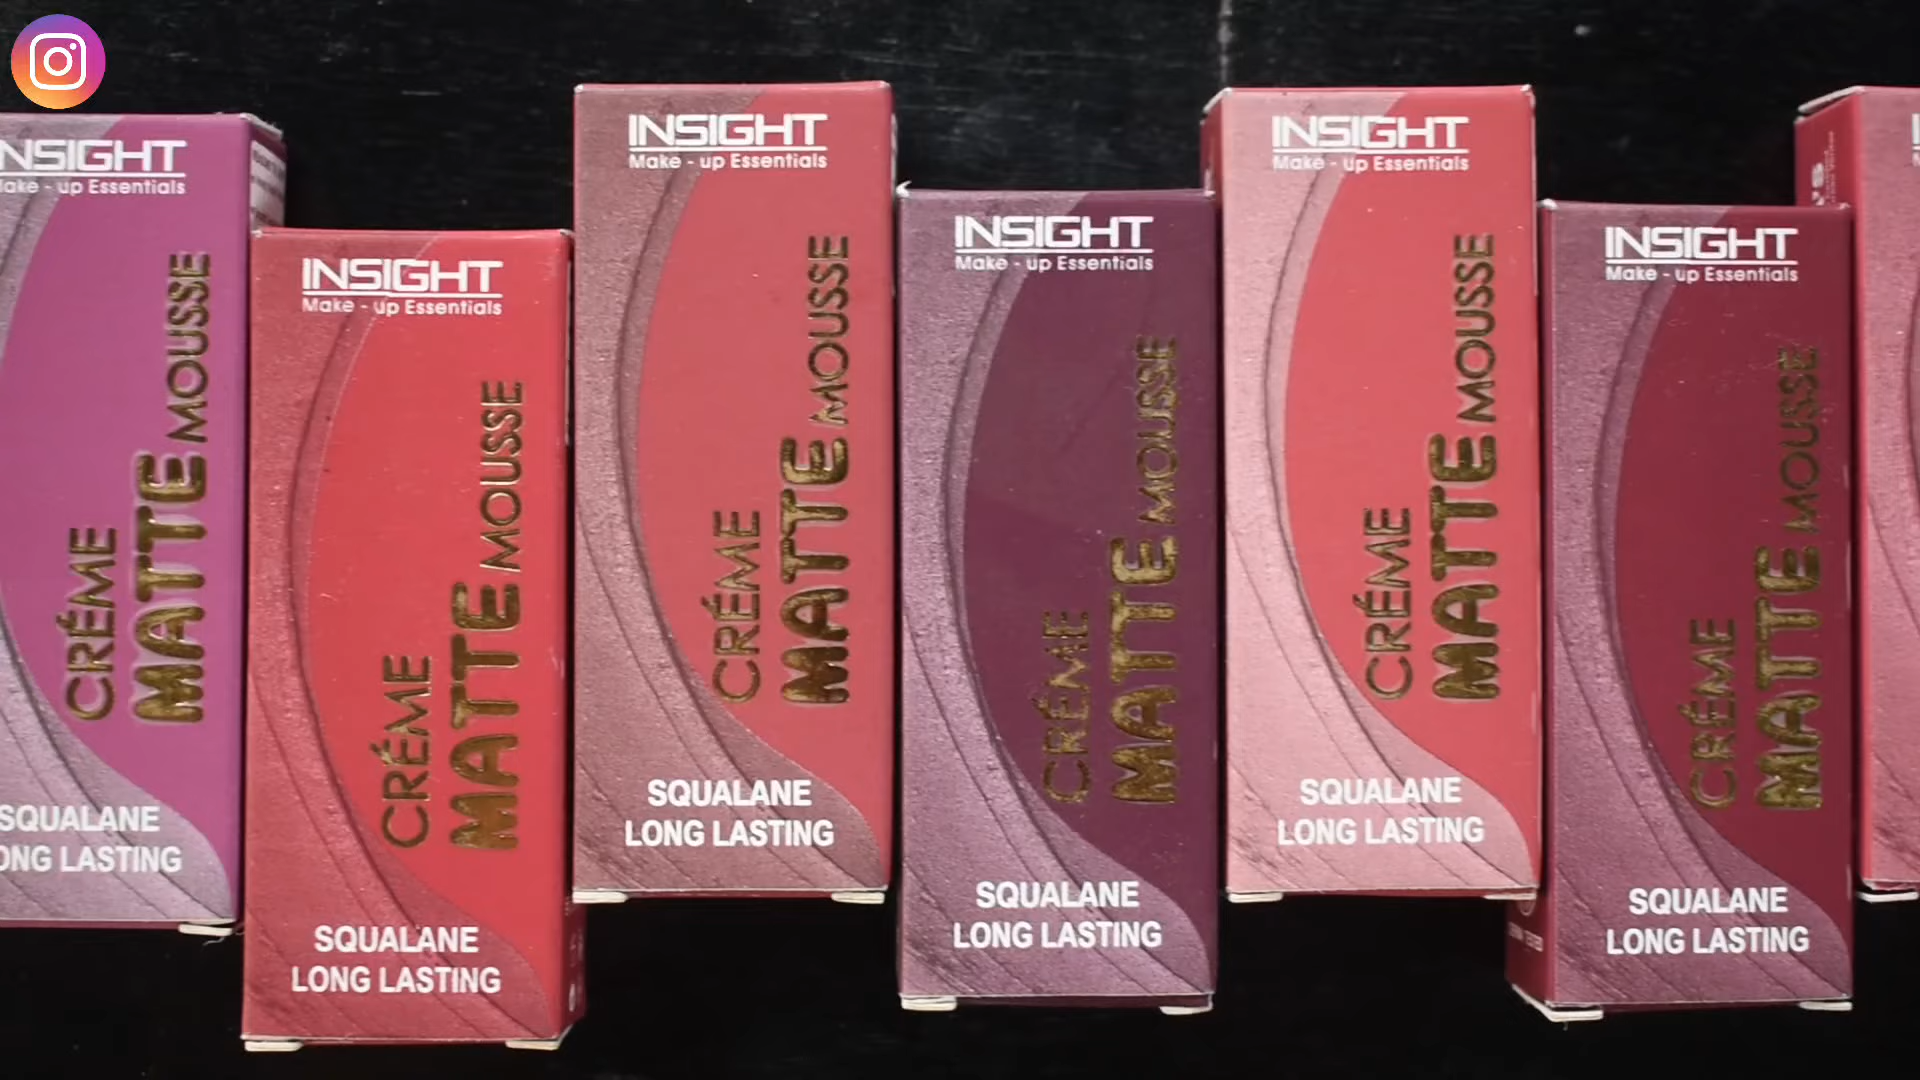 NSIGHT
ake - up Essentials
CRÉME
MATTE MOUSSE
SQUALANE
ONG LASTING
INSIGHT
Make - up Essentials
CRÉME
MATTE MOUSSE
SQUALANE
LONG LASTING
INSIGHT
Make - up Essentials
CRÉME
MATTE MOUSSE
SQUALANE
LONG LASTING
INSIGHT
Make - up Essentials
CRÉME
MATTE MOUSSE
SQUALANE
LONG LASTING
INSIGHT
Make - up Essentials
CRÉME
MATTE MOUSSE
SQUALANE
LONG LASTING
INSIGHT
Make - up Essentials
CRÉME
MATTE MOUSSE
SQUALANE
LONG LASTING